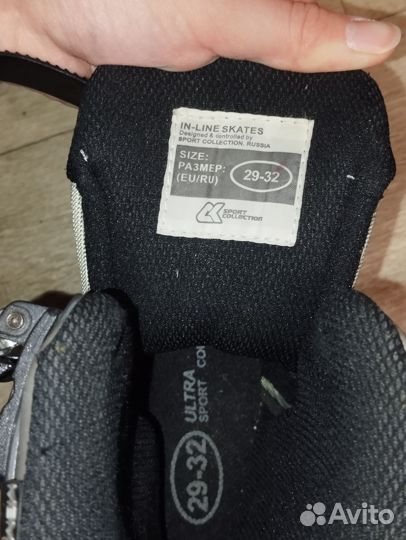 IN-LINE SKATES
Designed & controlled by
SPORT COLLECTION. RUSSIA
SIZE:
РАЗМЕР:
(EU/RU)
29-32
SPORT
COLLECTION
ULTRA
SPORT
29-32
Avito